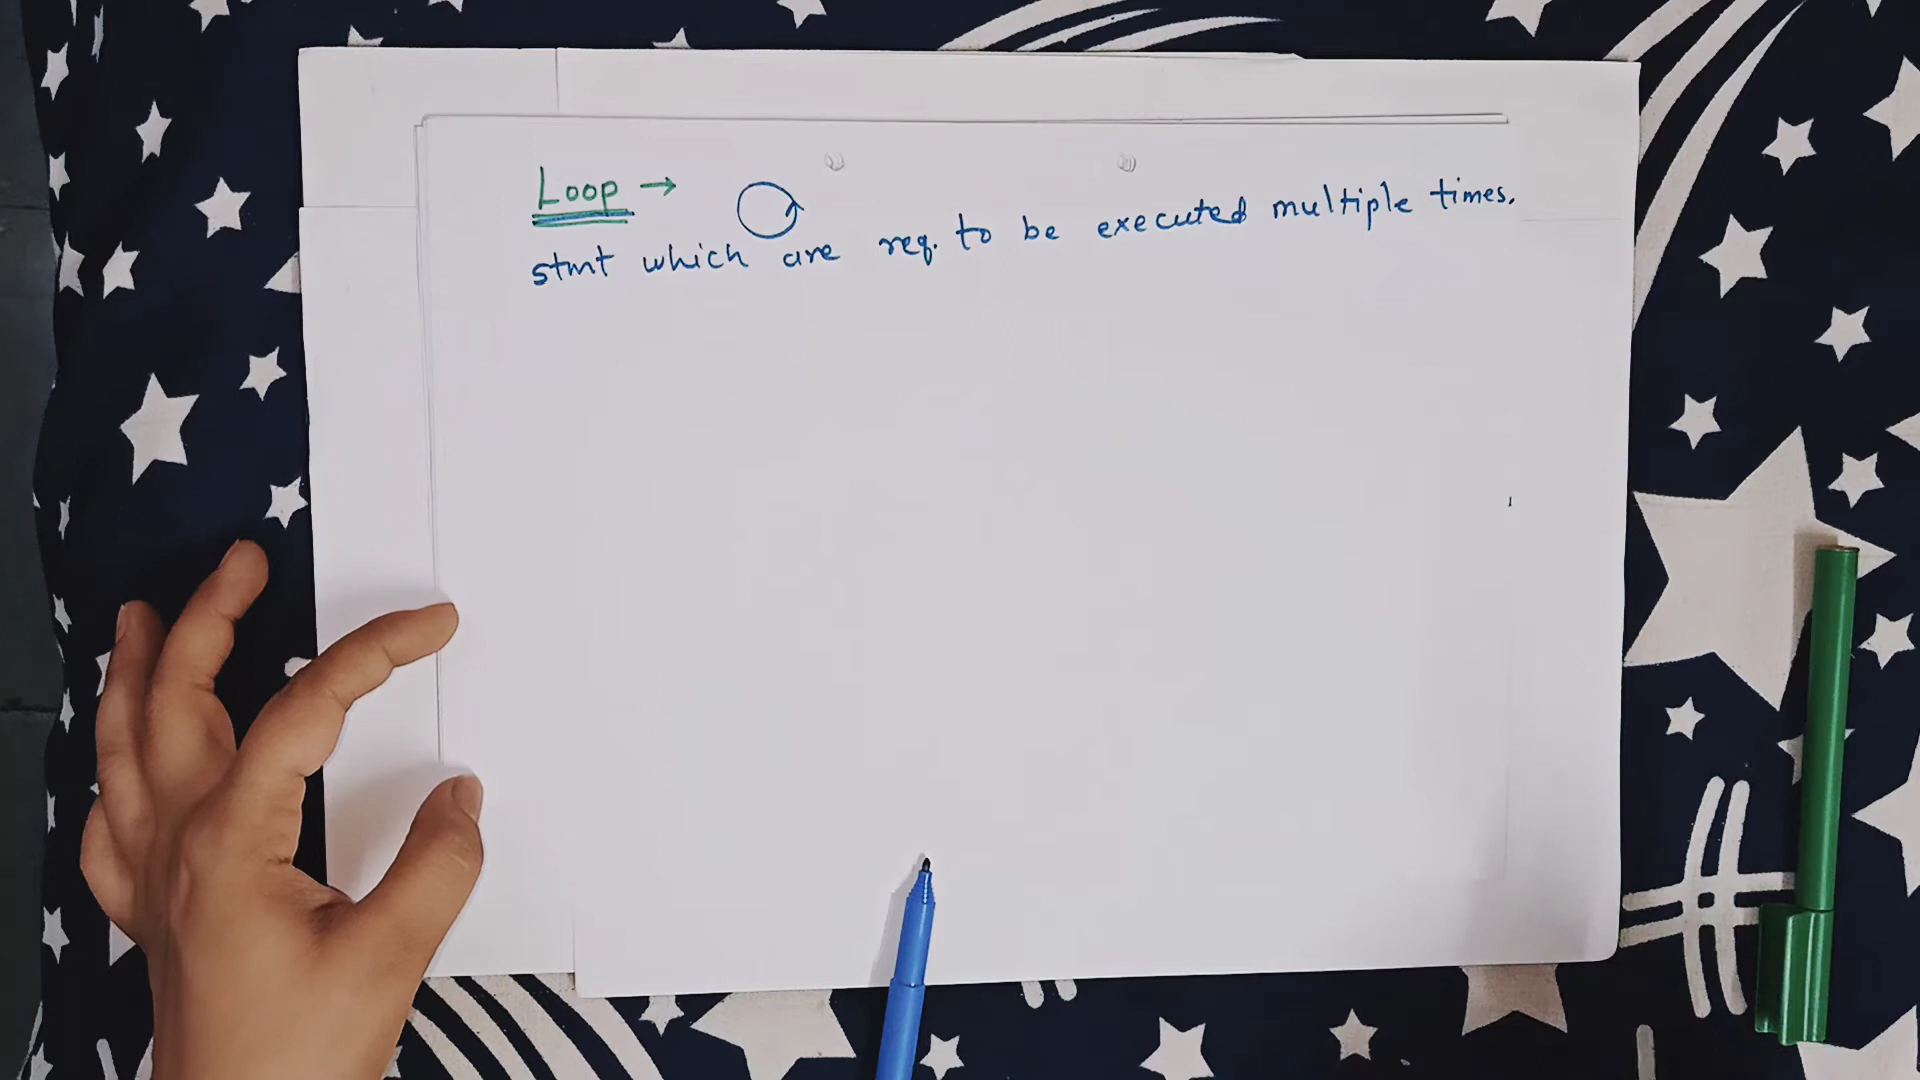 Loop →
stmt which are req. to be executed multiple times.